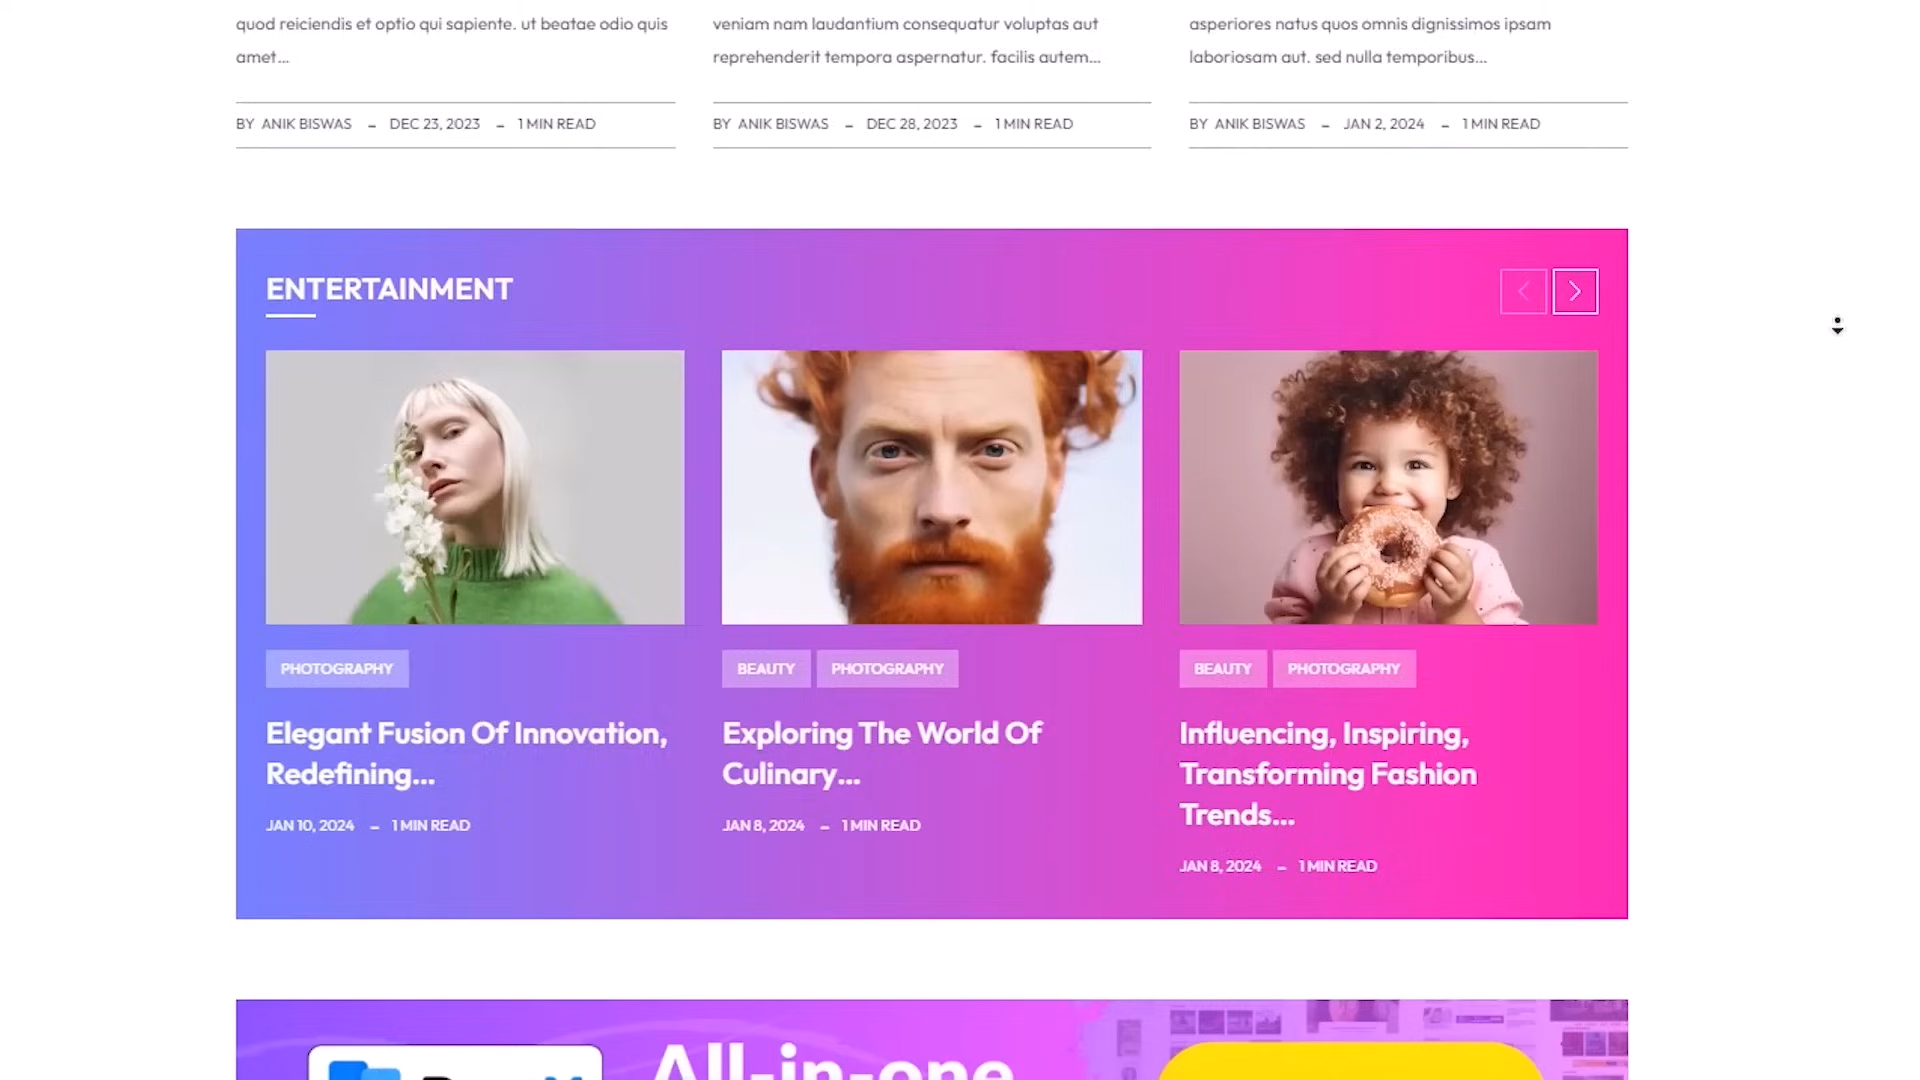 quod reiciendis et optio qui sapiente. ut beatae odio quis
amet...
BY ANIK BISWAS – DEC 23, 2023 – 1 MIN READ
veniam nam laudantium consequatur voluptas aut
reprehenderit tempora aspernatur. facilis autem...
BY ANIK BISWAS – DEC 28, 2023 – 1 MIN READ
asperiores natus quos omnis dignissimos ipsam
laboriosam aut. sed nulla temporibus...
BY ANIK BISWAS – JAN 2, 2024 – 1 MIN READ
ENTERTAINMENT
PHOTOGRAPHY
Elegant Fusion Of Innovation,
Redefining...
JAN 10, 2024 – 1 MIN READ
BEAUTY PHOTOGRAPHY
Exploring The World Of
Culinary...
JAN 8, 2024 – 1 MIN READ
BEAUTY PHOTOGRAPHY
Influencing, Inspiring,
Transforming Fashion
Trends...
JAN 8, 2024 – 1 MIN READ
All-in-one